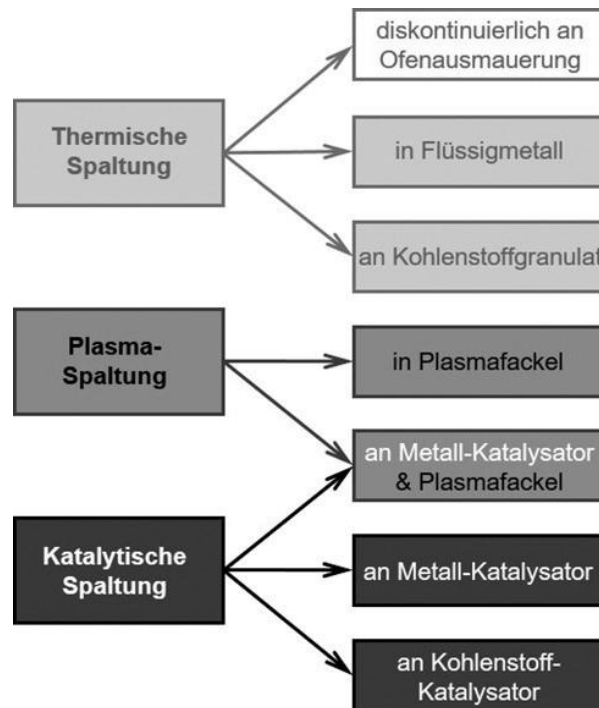 diskontinuierlich an
Ofenausmauerung
Thermische
Spaltung
in Flüssigmetall
an Kohlenstoffgranulat
Plasma-
Spaltung
in Plasmafackel
an Metall-Katalysator
& Plasmafackel
Katalytische
Spaltung
an Metall-Katalysator
an Kohlenstoff-
Katalysator